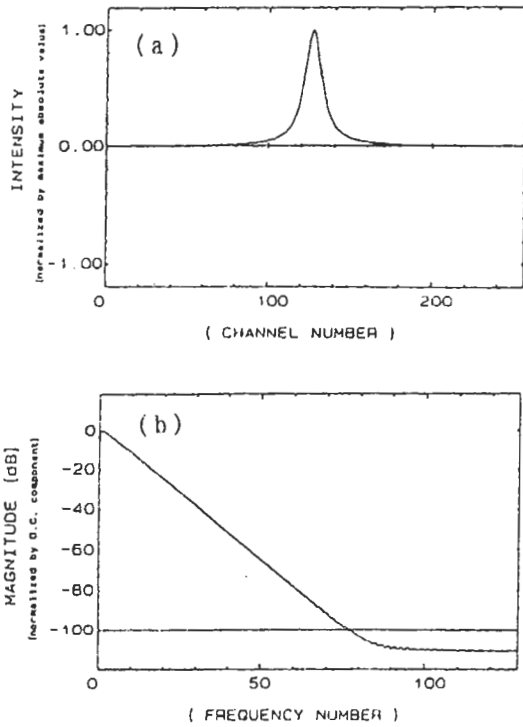 (a)
INTENSITY
(normalized by maximum absolute value)
1.00
0.00
-1.00
0
100
200
( CHANNEL NUMBER )
(b)
MAGNITUDE [dB]
(normalized by D.C. component)
0
-20
-40
-60
-80
-100
0
50
100
( FREQUENCY NUMBER )